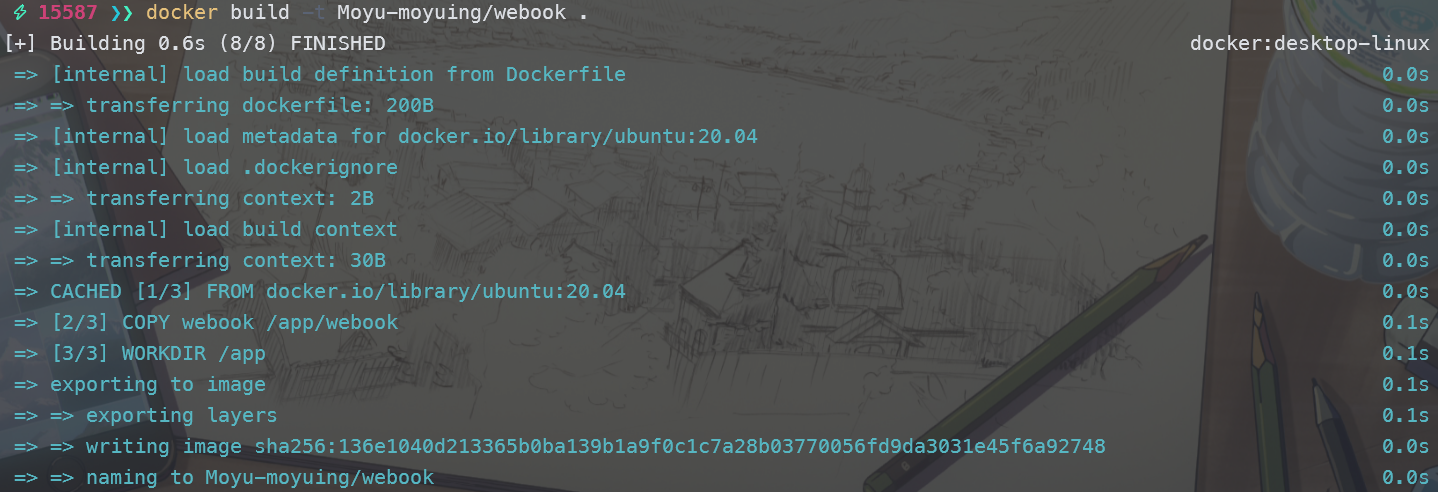 ⚡ 15587 ❯❯ docker build -t Moyu-moyuing/webook .
[+] Building 0.6s (8/8) FINISHED docker:desktop-linux
=> [internal] load build definition from Dockerfile 0.0s
=> => transferring dockerfile: 200B 0.0s
=> [internal] load metadata for docker.io/library/ubuntu:20.04 0.0s
=> [internal] load .dockerignore 0.0s
=> => transferring context: 2B 0.0s
=> [internal] load build context 0.0s
=> => transferring context: 30B 0.0s
=> CACHED [1/3] FROM docker.io/library/ubuntu:20.04 0.0s
=> [2/3] COPY webook /app/webook 0.1s
=> [3/3] WORKDIR /app 0.1s
=> exporting to image 0.1s
=> => exporting layers 0.1s
=> => writing image sha256:136e1040d213365b0ba139b1a9f0c1c7a28b03770056fd9da3031e45f6a92748 0.0s
=> => naming to Moyu-moyuing/webook 0.0s